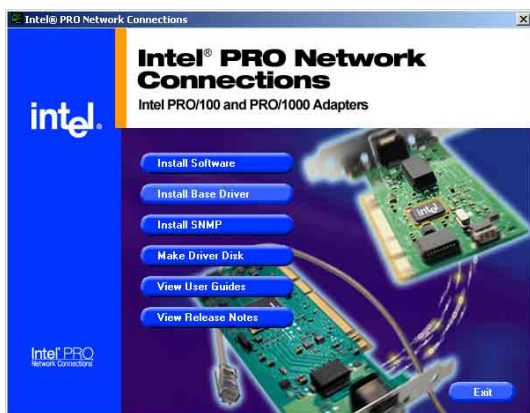 Intel® PRO Network Connections
Intel® PRO Network
Connections
Intel PRO/100 and PRO/1000 Adapters
intel®
Install Software
Install Base Driver
Install SNMP
Make Driver Disk
View User Guides
View Release Notes
intel
Intel® PRO
Network Connections
Exit